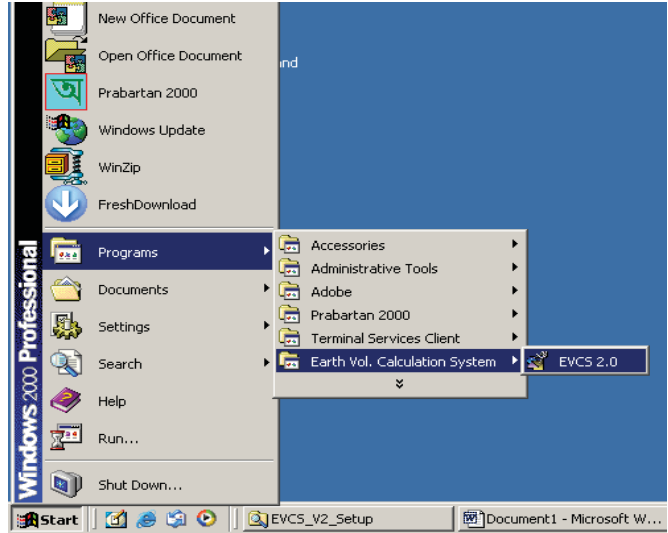 New Office Document
Open Office Document
nd
অ
Prabartan 2000
Windows Update
WinZip
FreshDownload
Programs
Documents
Settings
Search
Help
Run...
Shut Down...
Windows 2000 Professional
Accessories
Administrative Tools
Adobe
Prabartan 2000
Terminal Services Client
Earth Vol. Calculation System
EVCS 2.0
Start
EVCS_V2_Setup
Document1 - Microsoft W...